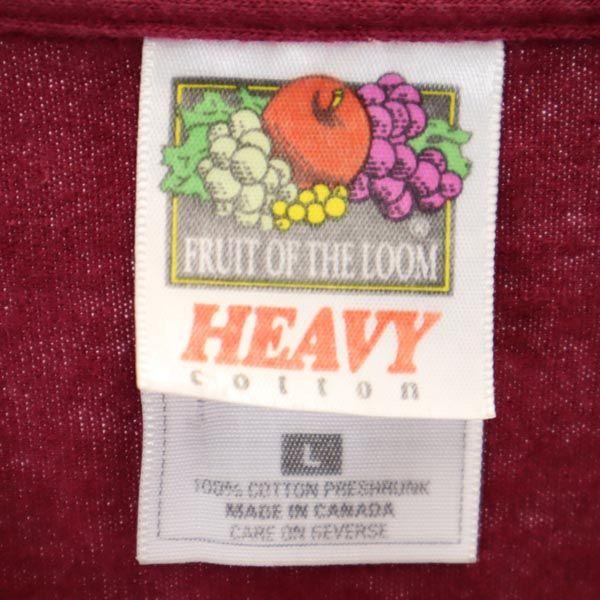 ®
FRUIT OF THE LOOM
HEAVY
cotton
L
100% COTTON PRESHRUNK
MADE IN CANADA
CARE ON REVERSE